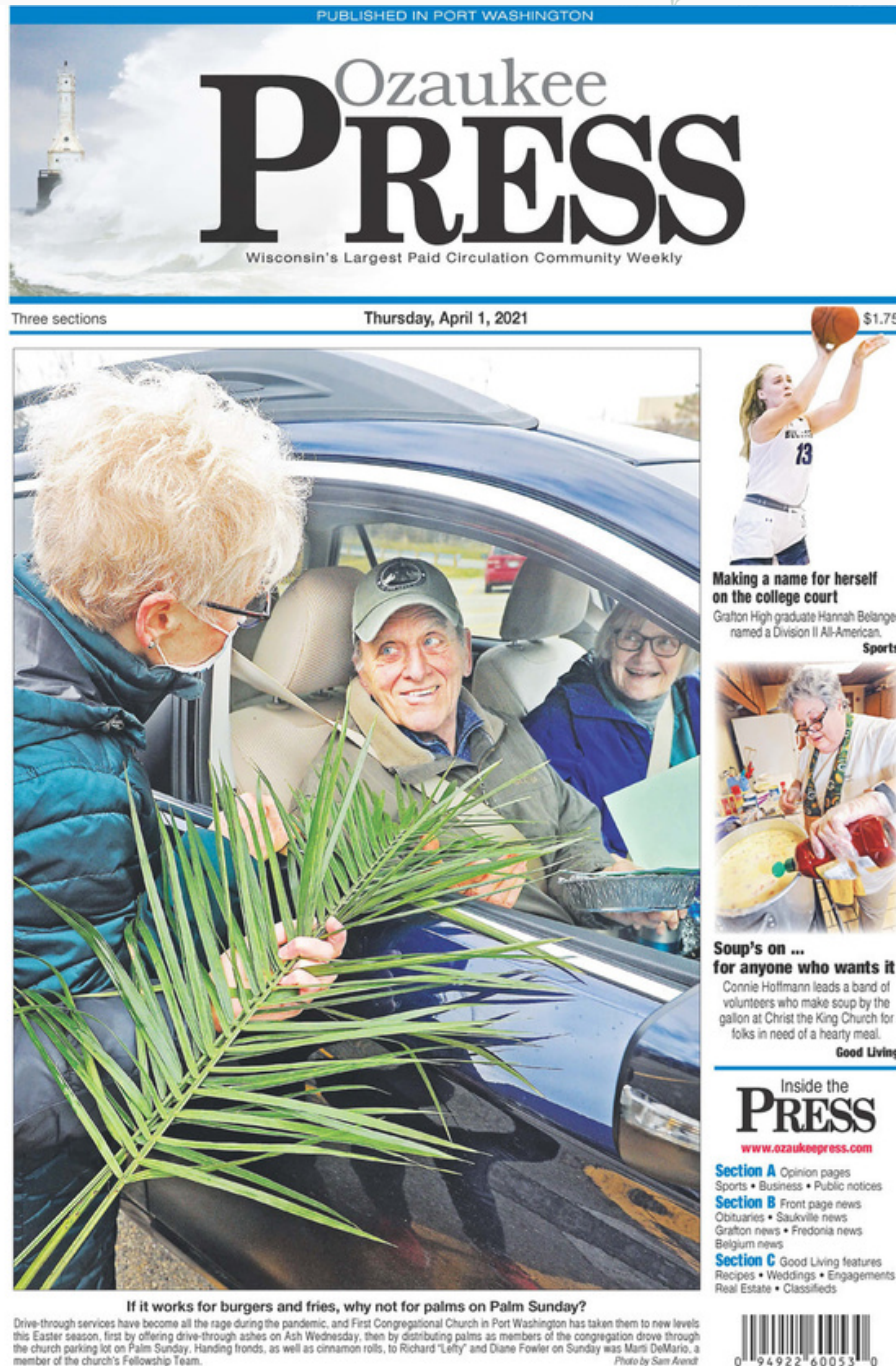 PUBLISHED IN PORT WASHINGTON
Ozaukee
PRESS
Wisconsin's Largest Paid Circulation Community Weekly
Three sections
Thursday, April 1, 2021
$1.75
13
Making a name for herself
on the college court
Grafton High graduate Hannah Belange
named a Division II All-American.
Sports
Soup's on ...
for anyone who wants it
Connie Hoffmann leads a band of
volunteers who make soup by the
gallon at Christ the King Church for
folks in need of a hearty meal.
Good Living
Inside the
PRESS
www.ozaukeepress.com
Section A Opinion pages
Sports • Business • Public notices
Section B Front page news
Obituaries • Saukville news
Grafton news • Fredonia news
Belgium news
Section C Good Living features
Recipes • Weddings • Engagements
Real Estate • Classifieds
If it works for burgers and fries, why not for palms on Palm Sunday?
Drive-through services have become all the rage during the pandemic, and First Congregational Church in Port Washington has taken them to new levels
this Easter season, first by offering drive-through ashes on Ash Wednesday, then by distributing palms as members of the congregation drove through
the church parking lot on Palm Sunday. Handing fronds, as well as cinnamon rolls, to Richard "Lefty" and Diane Fowler on Sunday was Marti DeMario, a
member of the church's Fellowship Team.
Photo by Sam Arendt
0 94922 60053 0